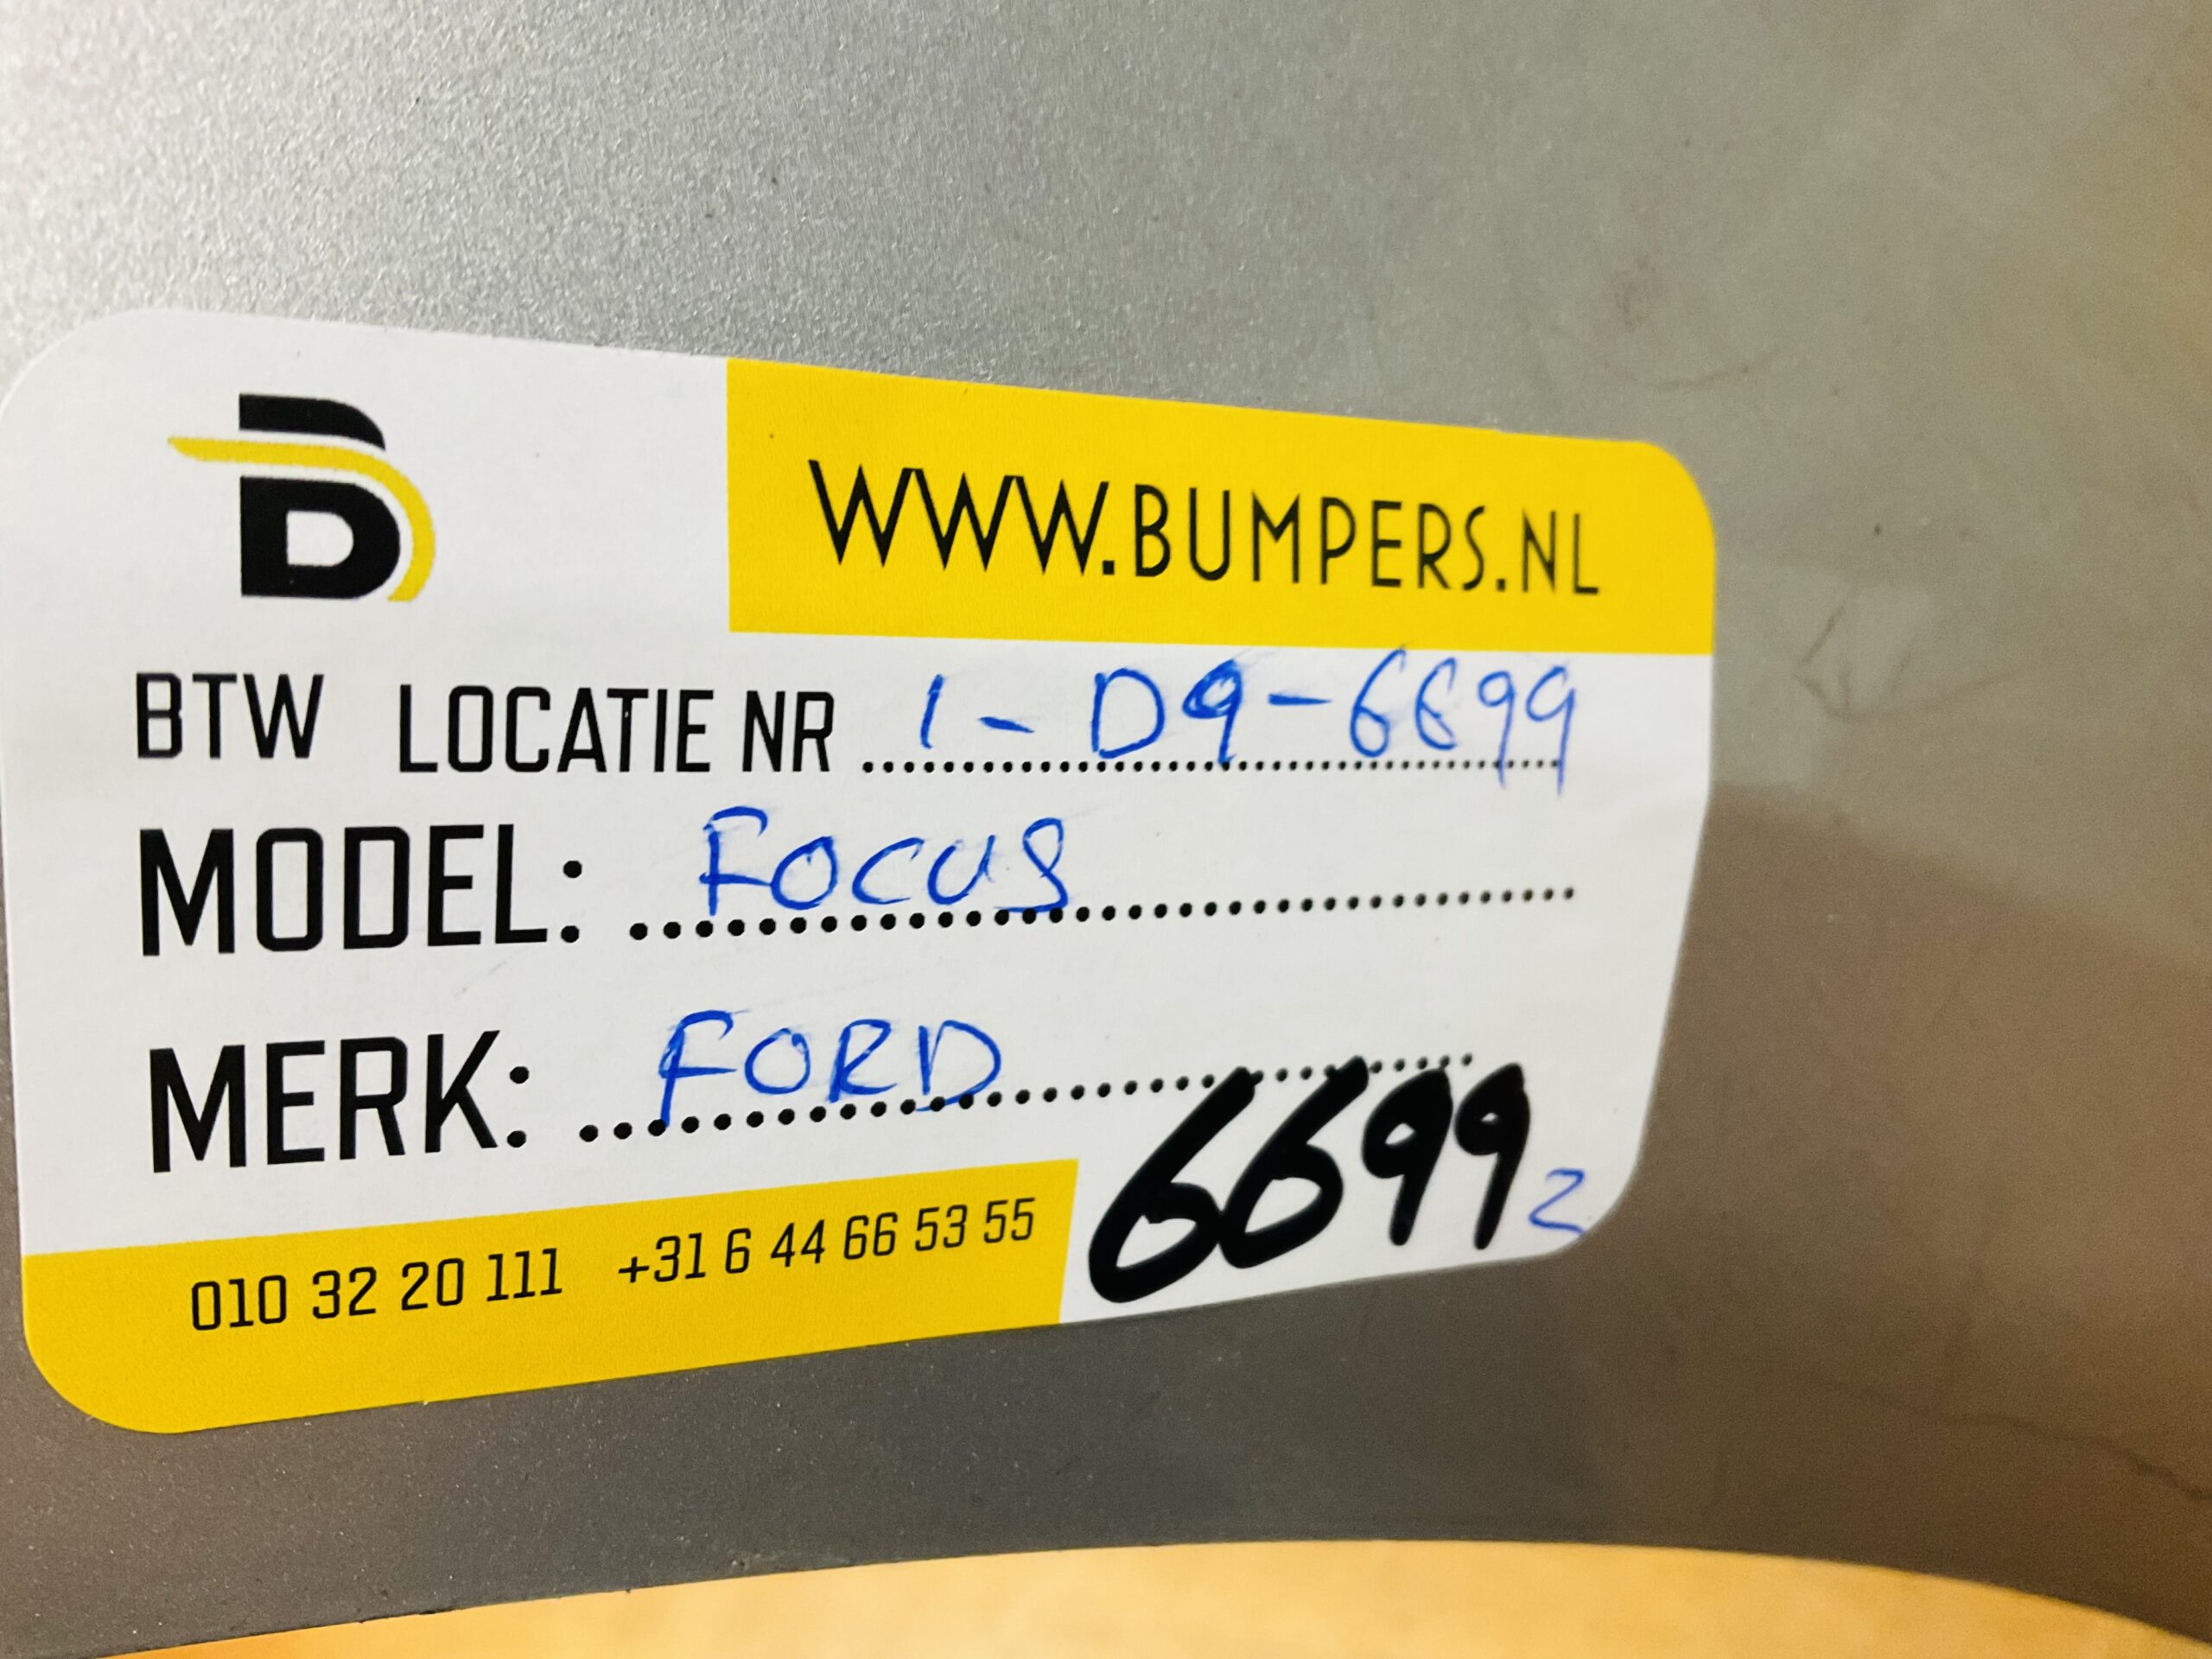 WWW.BUMPERS.NL
BTW LOCATIE NR 1-D9-6699
MODEL: FOCUS
MERK: FORD
6699 2
010 32 20 111 +31 6 44 66 53 55